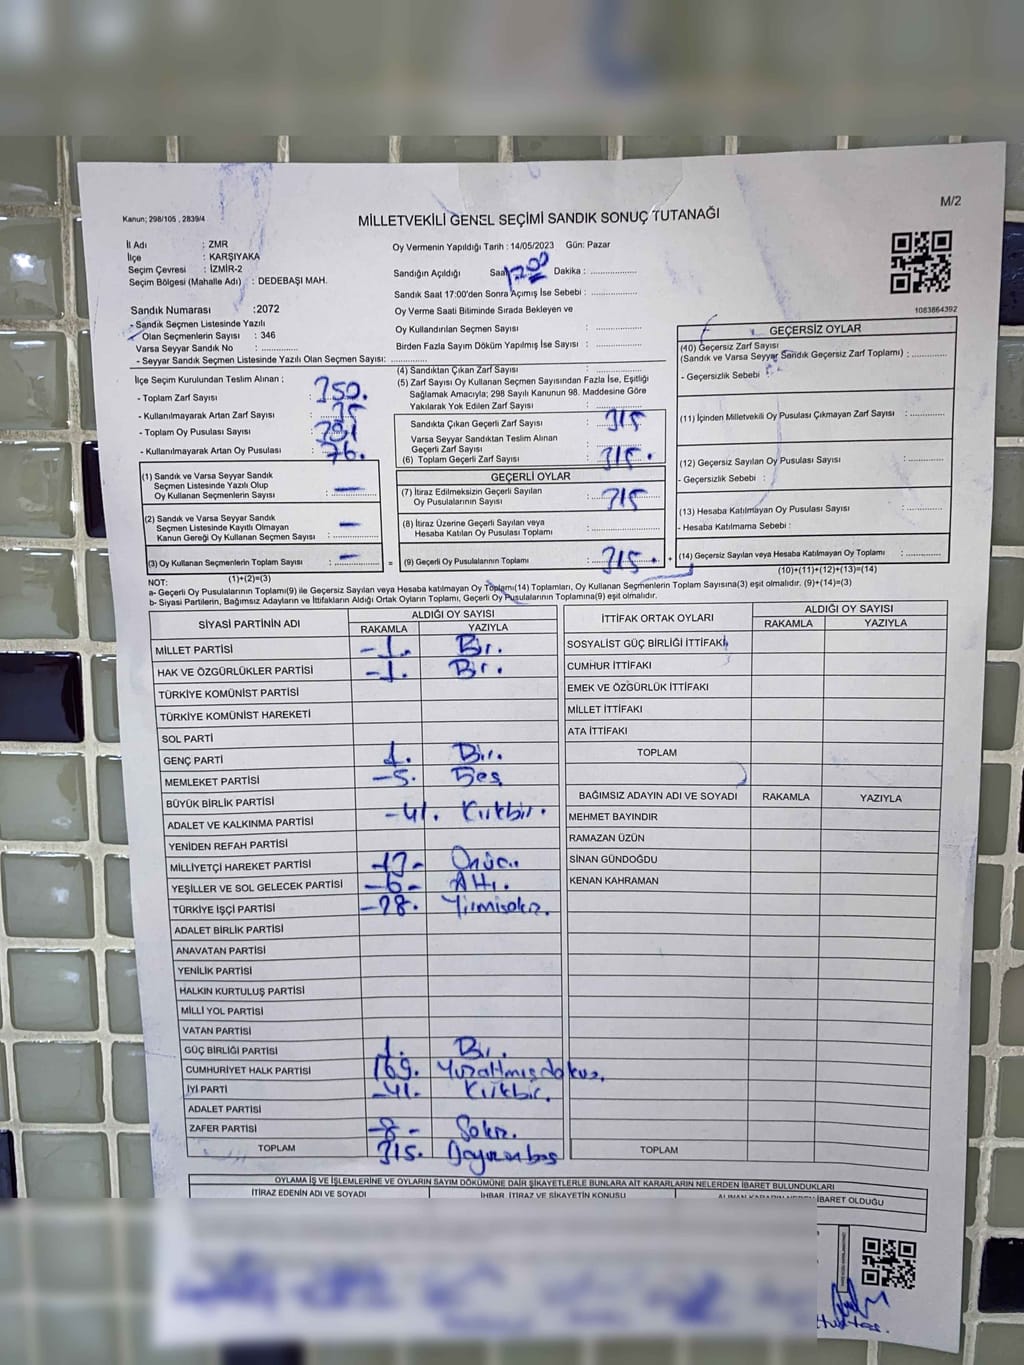 M/2
Kanun; 298/105 , 2839/4
MİLLETVEKİLİ GENEL SEÇİMİ SANDIK SONUÇ TUTANAĞI
İl Adı : ZMR
İlçe : KARŞIYAKA
Seçim Çevresi : İZMİR-2
Seçim Bölgesi (Mahalle Adı) : DEDEBAŞI MAH.
Oy Vermenin Yapıldığı Tarih : 14/05/2023 Gün: Pazar
Sandığın Açıldığı Saat 17:00 Dakika : ..................
Sandık Saat 17:00'den Sonra Açımış İse Sebebi : ..................
1083864392
Sandık Numarası :2072
- Sandık Seçmen Listesinde Yazılı
Olan Seçmenlerin Sayısı : 346
Varsa Seyyar Sandık No : ..................
- Seyyar Sandık Seçmen Listesinde Yazılı Olan Seçmen Sayısı: ..................
Oy Verme Saati Bitiminde Sırada Bekleyen ve
Oy Kullandırılan Seçmen Sayısı : ..................
Birden Fazla Sayım Döküm Yapılmış İse Sayısı : ..................
(4) Sandıktan Çıkan Zarf Sayısı : ..................
(5) Zarf Sayısı Oy Kullanan Seçmen Sayısından Fazla İse, Eşitliği
Sağlamak Amacıyla; 298 Sayılı Kanunun 98. Maddesine Göre
Yakılarak Yok Edilen Zarf Sayısı : ..................
İlçe Seçim Kurulundan Teslim Alınan ;
- Toplam Zarf Sayısı : 350.
- Kullanılmayarak Artan Zarf Sayısı : 35
- Toplam Oy Pusulası Sayısı : 391
- Kullanılmayarak Artan Oy Pusulası : 76.
Sandıkta Çıkan Geçerli Zarf Sayısı : 315
Varsa Seyyar Sandıktan Teslim Alınan
Geçerli Zarf Sayısı
(6) Toplam Geçerli Zarf Sayısı : 315.
GEÇERSİZ OYLAR
(40) Geçersiz Zarf Sayısı
(Sandık ve Varsa Seyyar Sandık Geçersiz Zarf Toplamı) : ............
- Geçersizlik Sebebi :
(11) İçinden Milletvekili Oy Pusulası Çıkmayan Zarf Sayısı : ............
(12) Geçersiz Sayılan Oy Pusulası Sayısı : ............
- Geçersizlik Sebebi :
(13) Hesaba Katılmayan Oy Pusulası Sayısı : ............
- Hesaba Katılmama Sebebi :
(14) Geçersiz Sayılan veya Hesaba Katılmayan Oy Toplamı : ............
(10)+(11)+(12)+(13)=(14)
(1) Sandık ve Varsa Seyyar Sandık
Seçmen Listesinde Yazılı Olup
Oy Kullanan Seçmenlerin Sayısı : —
(2) Sandık ve Varsa Seyyar Sandık
Seçmen Listesinde Kayıtlı Olmayan
Kanun Gereği Oy Kullanan Seçmen Sayısı : —
(3) Oy Kullanan Seçmenlerin Toplam Sayısı : —
(1)+(2)=(3)
GEÇERLİ OYLAR
(7) İtiraz Edilmeksizin Geçerli Sayılan
Oy Pusulalarının Sayısı : 315
(8) İtiraz Üzerine Geçerli Sayılan veya
Hesaba Katılan Oy Pusulası Toplamı : ..................
(9) Geçerli Oy Pusulalarının Toplamı : 315.
NOT:
a- Geçerli Oy Pusulalarının Toplamı(9) ile Geçersiz Sayılan veya Hesaba katılmayan Oy Toplamı(14) Toplamları, Oy Kullanan Seçmenlerin Toplam Sayısına(3) eşit olmalıdır. (9)+(14)=(3)
b- Siyasi Partilerin, Bağımsız Adayların ve İttifakların Aldığı Ortak Oyların Toplamı, Geçerli Oy Pusulalarının Toplamına(9) eşit olmalıdır.
SİYASİ PARTİNİN ADI ALDIĞI OY SAYISI
RAKAMLA YAZIYLA
MİLLET PARTİSİ -1. Bir.
HAK VE ÖZGÜRLÜKLER PARTİSİ -1. Bir.
TÜRKİYE KOMÜNİST PARTİSİ
TÜRKİYE KOMÜNİST HAREKETİ
SOL PARTİ
GENÇ PARTİ 1. Bir.
MEMLEKET PARTİSİ -5. Beş
BÜYÜK BİRLİK PARTİSİ
ADALET VE KALKINMA PARTİSİ -41. Kırkbir.
YENİDEN REFAH PARTİSİ
MİLLİYETÇİ HAREKET PARTİSİ -13- Onüç.
YEŞİLLER VE SOL GELECEK PARTİSİ -6- Altı.
TÜRKİYE İŞÇİ PARTİSİ -28. Yirmisekiz.
ADALET BİRLİK PARTİSİ
ANAVATAN PARTİSİ
YENİLİK PARTİSİ
HALKIN KURTULUŞ PARTİSİ
MİLLİ YOL PARTİSİ
VATAN PARTİSİ
GÜÇ BİRLİĞİ PARTİSİ 1. Bir.
CUMHURİYET HALK PARTİSİ 169. Yüzaltmışdokuz.
İYİ PARTİ -41. Kırkbir.
ADALET PARTİSİ
ZAFER PARTİSİ -8- Sekiz.
TOPLAM 315.
İTTİFAK ORTAK OYLARI ALDIĞI OY SAYISI
RAKAMLA YAZIYLA
SOSYALİST GÜÇ BİRLİĞİ İTTİFAKI
CUMHUR İTTİFAKI
EMEK VE ÖZGÜRLÜK İTTİFAKI
MİLLET İTTİFAKI
ATA İTTİFAKI
TOPLAM
BAĞIMSIZ ADAYIN ADI VE SOYADI RAKAMLA YAZIYLA
MEHMET BAYINDIR
RAMAZAN ÜZÜN
SİNAN GÜNDOĞDU
KENAN KAHRAMAN
TOPLAM
OYLAMA İŞ VE İŞLEMLERİNE VE OYLARIN SAYIM DÖKÜMÜNE DAİR ŞİKAYETLERLE BUNLARA AİT KARARLARIN NELERDEN İBARET BULUNDUKLARI
İTİRAZ EDENİN ADI VE SOYADI İHBAR, İTİRAZ VE ŞİKAYETİN KONUSU ALINAN KARARIN NEDEN İBARET OLDUĞU